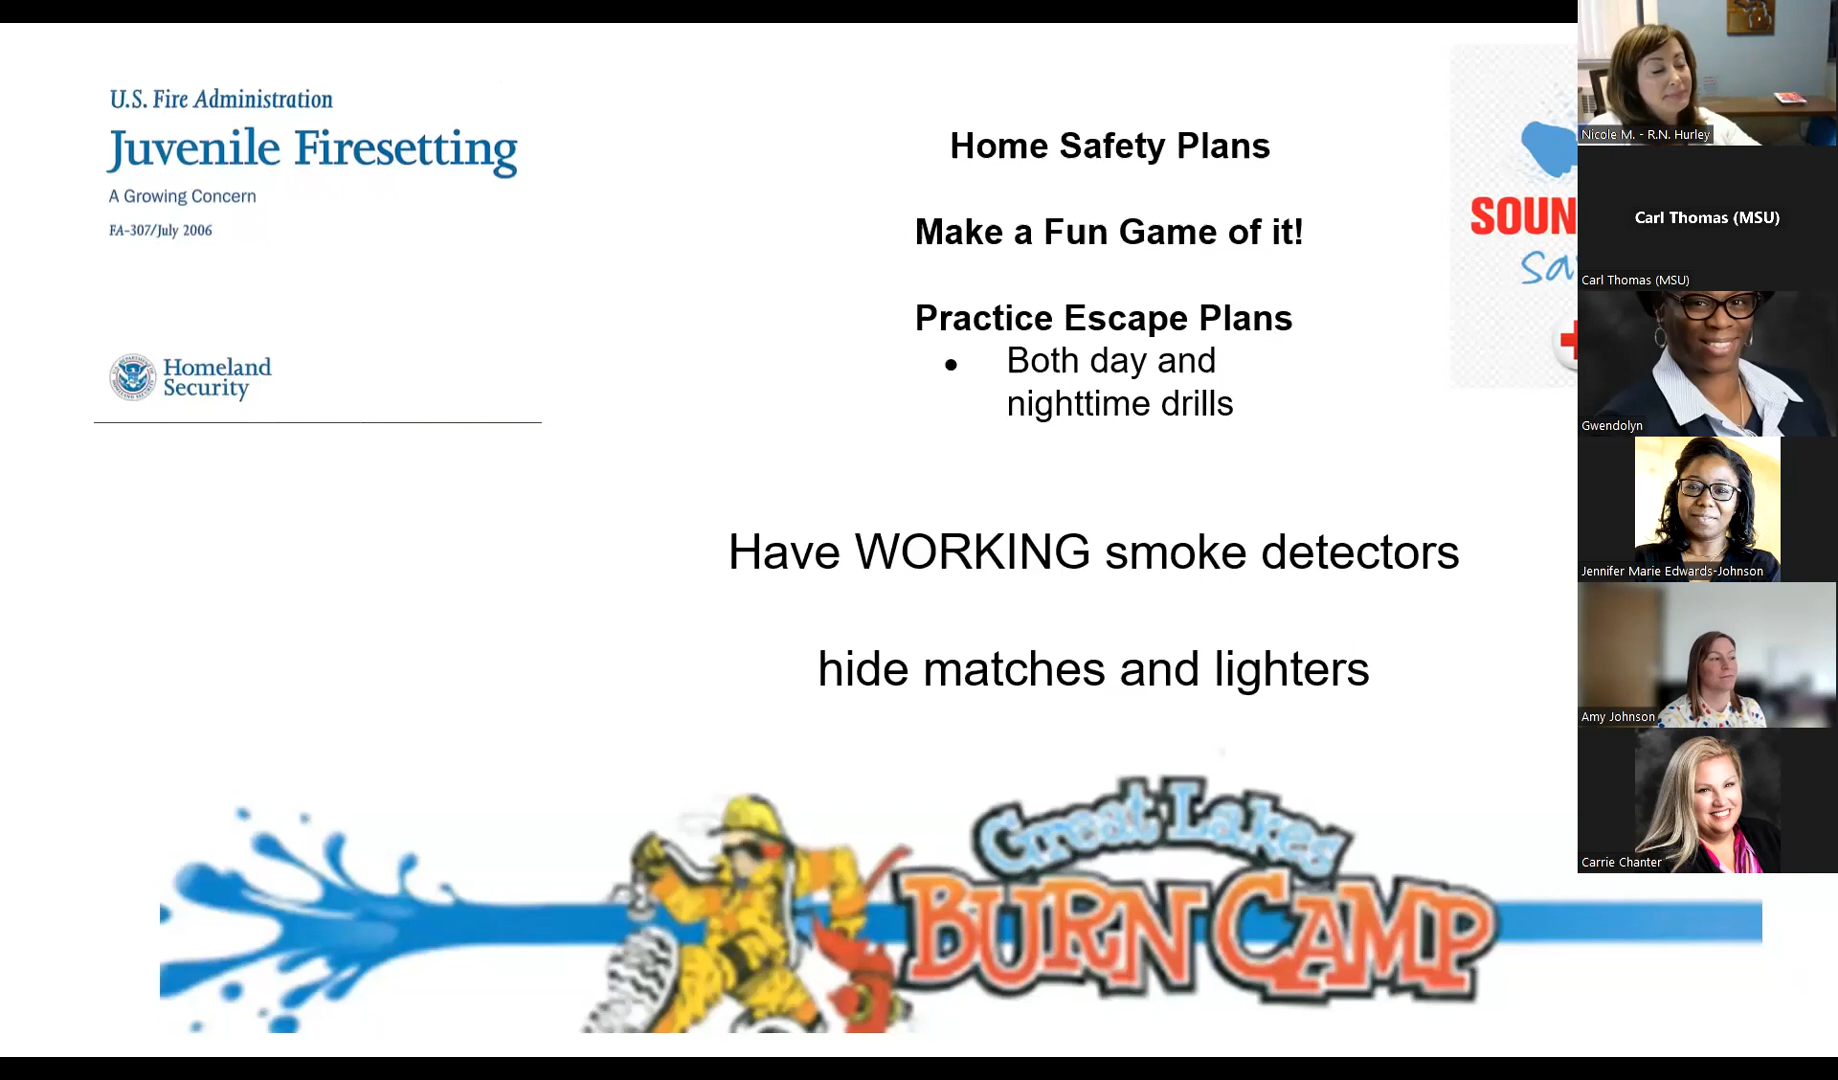 U.S. Fire Administration
Juvenile Firesetting
A Growing Concern
FA-307/July 2006
Homeland
Security
Home Safety Plans
Make a Fun Game of it!
Practice Escape Plans
• Both day and
nighttime drills
Have WORKING smoke detectors
hide matches and lighters
SOUN
Sa
Great Lakes
BURN CAMP
Nicole M. - R.N. Hurley
Carl Thomas (MSU)
Carl Thomas (MSU)
Gwendolyn
Jennifer Marie Edwards-Johnson
Amy Johnson
Carrie Chanter